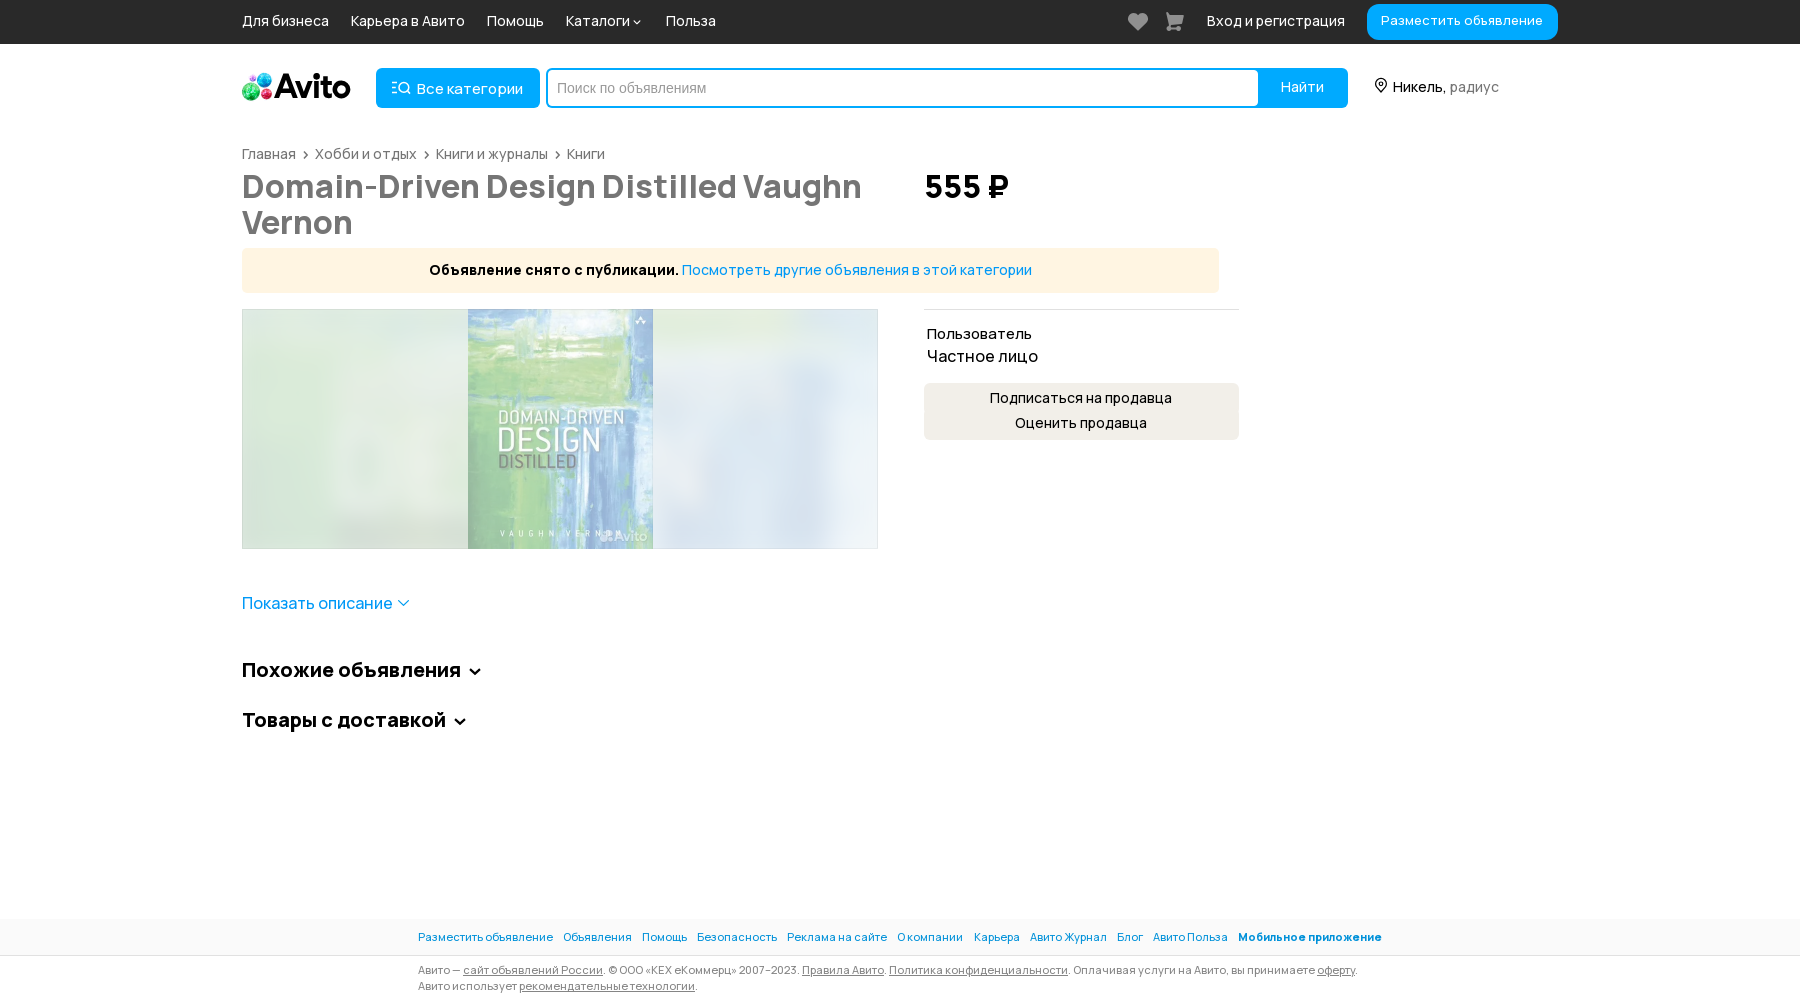 Для бизнеса Карьера в Авито Помощь Каталоги Польза Вход и регистрация Разместить объявление
Avito Все категории Поиск по объявлениям Найти Никель, радиус
Главная › Хобби и отдых › Книги и журналы › Книги
Domain-Driven Design Distilled Vaughn 555 ₽
Vernon
Объявление снято с публикации. Посмотреть другие объявления в этой категории
DOMAIN-DRIVEN
DESIGN
DISTILLED
VAUGHN VERNON
Avito
Пользователь
Частное лицо
Подписаться на продавца
Оценить продавца
Показать описание
Похожие объявления
Товары с доставкой
Разместить объявление Объявления Помощь Безопасность Реклама на сайте О компании Карьера Авито Журнал Блог Авито Польза Мобильное приложение
Авито — сайт объявлений России. © ООО «КЕХ еКоммерц» 2007–2023. Правила Авито. Политика конфиденциальности. Оплачивая услуги на Авито, вы принимаете оферту.
Авито использует рекомендательные технологии.